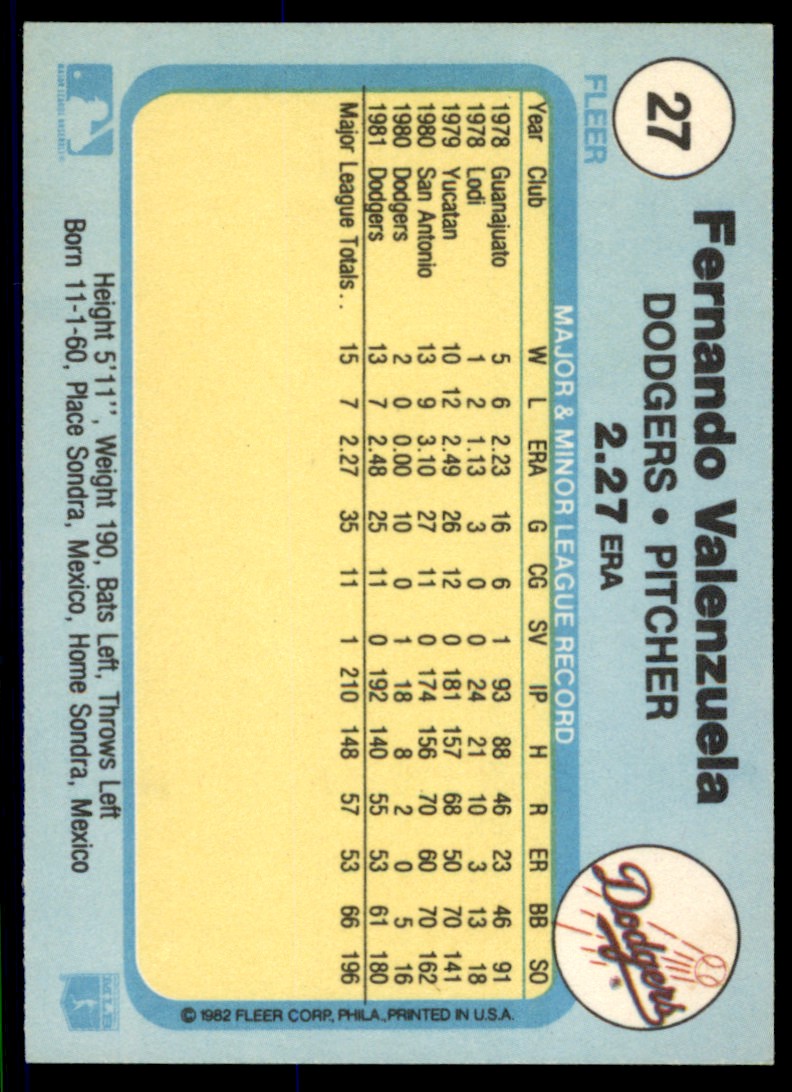 27
FLEER
Fernando Valenzuela
DODGERS • PITCHER
2.27 ERA
Dodgers
MAJOR & MINOR LEAGUE RECORD
Year Club W L ERA G CG SV IP H R ER BB SO
1978 Guanajuato 5 6 2.23 16 6 1 93 88 46 23 46 91
1978 Lodi 1 2 1.13 3 0 0 24 21 10 3 13 18
1979 Yucatan 10 12 2.49 26 12 0 181 157 68 50 70 141
1980 San Antonio 13 9 3.10 27 11 0 174 156 70 60 70 162
1980 Dodgers 2 0 0.00 10 0 1 18 8 2 0 5 16
1981 Dodgers 13 7 2.48 25 11 0 192 140 55 53 61 180
Major League Totals . . 15 7 2.27 35 11 1 210 148 57 53 66 196
© 1982 FLEER CORP., PHILA., PRINTED IN U.S.A.
MAJOR LEAGUE BASEBALL
Height 5'11'', Weight 190, Bats Left, Throws Left
Born 11-1-60, Place Sondra, Mexico, Home Sondra, Mexico
MLB